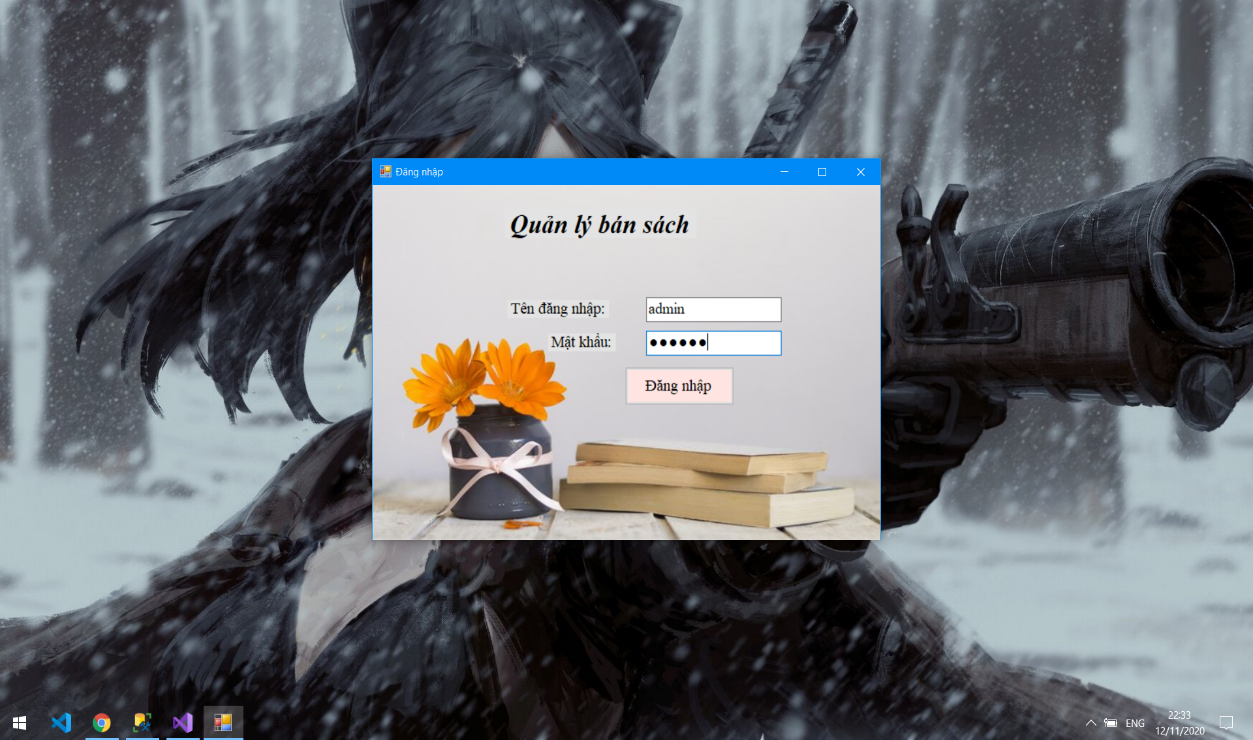 Đăng nhập
Quản lý bán sách
Tên đăng nhập: admin
Mật khẩu: ●●●●●●
Đăng nhập
ENG
22:33
12/11/2020